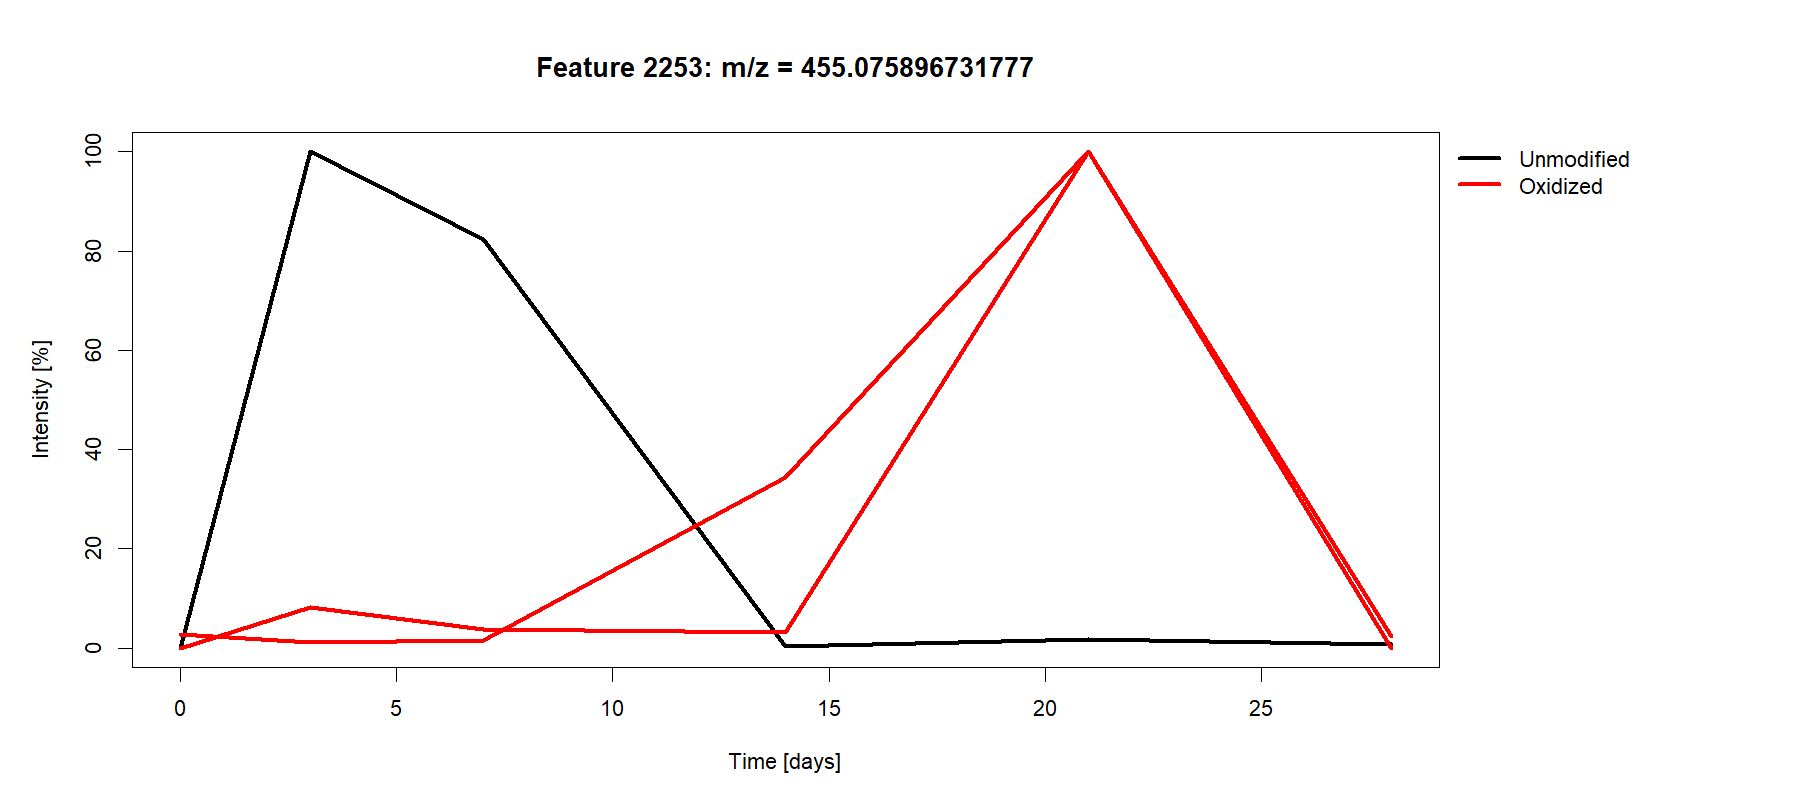 Feature 2253: m/z = 455.075896731777
Unmodified
Oxidized
Intensity [%]
100
80
60
40
20
0
0 5 10 15 20 25
Time [days]